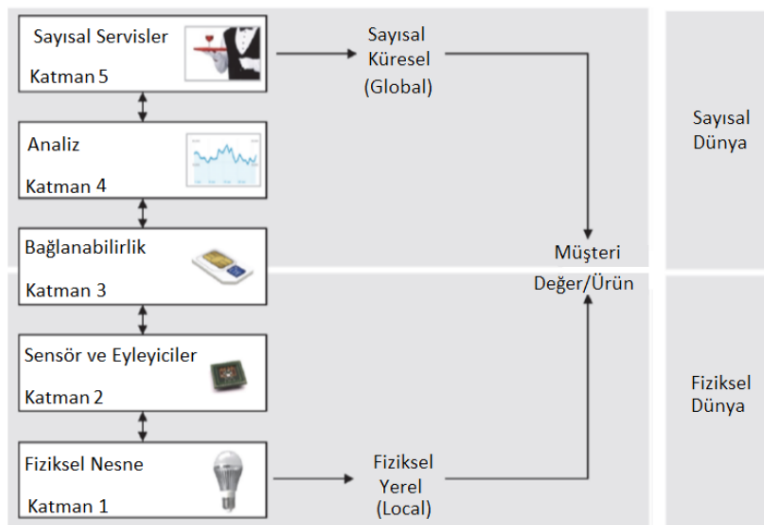 Sayısal Servisler
Katman 5
Sayısal
Küresel
(Global)
Sayısal
Dünya
Analiz
Katman 4
Bağlanabilirlik
Katman 3
Müşteri
Değer/Ürün
Sensör ve Eyleyiciler
Katman 2
Fiziksel
Dünya
Fiziksel Nesne
Katman 1
Fiziksel
Yerel
(Local)